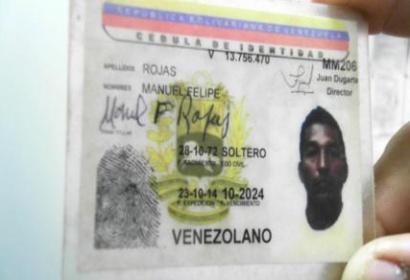 REPUBLICA BOLIVARIANA DE VENEZUELA
CEDULA DE IDENTIDAD
V 13.756.470
MM206
APELLIDOS ROJAS
Juan Dugarte
Director
NOMBRES MANUEL FELIPE
Manuel F Rojas
28-10-72 SOLTERO
F. NACIMIENTO EDO CIVIL
23-10-14 10-2024
F. EXPEDICION F. VENCIMIENTO
VENEZOLANO